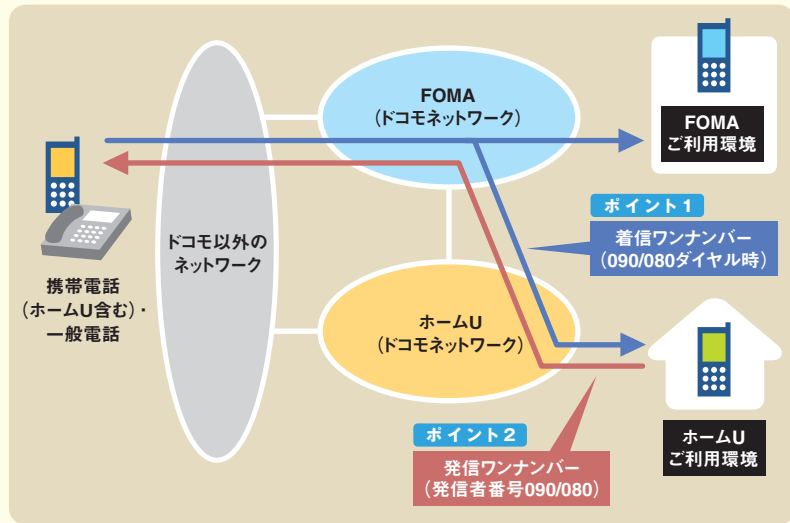 FOMA
（ドコモネットワーク）
FOMA
ご利用環境
ポイント1
着信ワンナンバー
（090/080ダイヤル時）
ドコモ以外の
ネットワーク
携帯電話
（ホームU含む）・
一般電話
ホームU
（ドコモネットワーク）
ポイント2
発信ワンナンバー
（発信者番号090/080）
ホームU
ご利用環境